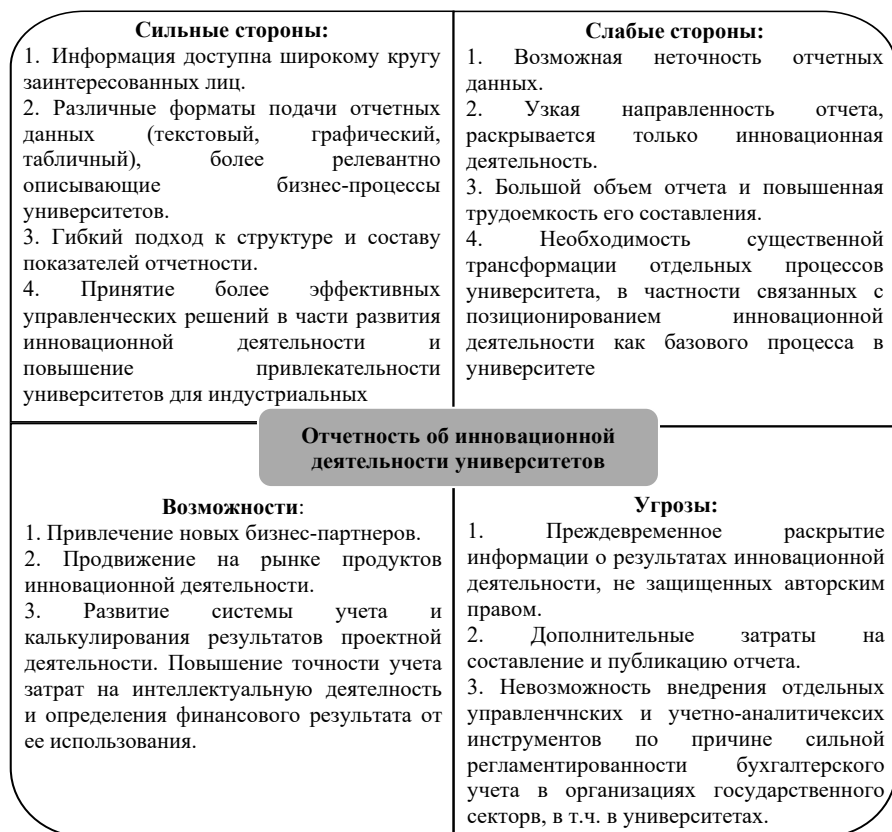 Сильные стороны:
1. Информация доступна широкому кругу
заинтересованных лиц.
2. Различные форматы подачи отчетных
данных (текстовый, графический,
табличный), более релевантно
описывающие бизнес-процессы
университетов.
3. Гибкий подход к структуре и составу
показателей отчетности.
4. Принятие более эффективных
управленческих решений в части развития
инновационной деятельности и
повышение привлекательности
университетов для индустриальных
Слабые стороны:
1. Возможная неточность отчетных
данных.
2. Узкая направленность отчета,
раскрывается только инновационная
деятельность.
3. Большой объем отчета и повышенная
трудоемкость его составления.
4. Необходимость существенной
трансформации отдельных процессов
университета, в частности связанных с
позиционированием инновационной
деятельности как базового процесса в
университете
Отчетность об инновационной
деятельности университетов
Возможности:
1. Привлечение новых бизнес-партнеров.
2. Продвижение на рынке продуктов
инновационной деятельности.
3. Развитие системы учета и
калькулирования результатов проектной
деятельности. Повышение точности учета
затрат на интеллектуальную деятелность
и определения финансового результата от
ее использования.
Угрозы:
1. Преждевременное раскрытие
информации о результатах инновационной
деятельности, не защищенных авторским
правом.
2. Дополнительные затраты на
составление и публикацию отчета.
3. Невозможность внедрения отдельных
управленчнских и учетно-аналитичексих
инструментов по причине сильной
регламентированности бухгалтерского
учета в организациях государственного
секторв, в т.ч. в университетах.